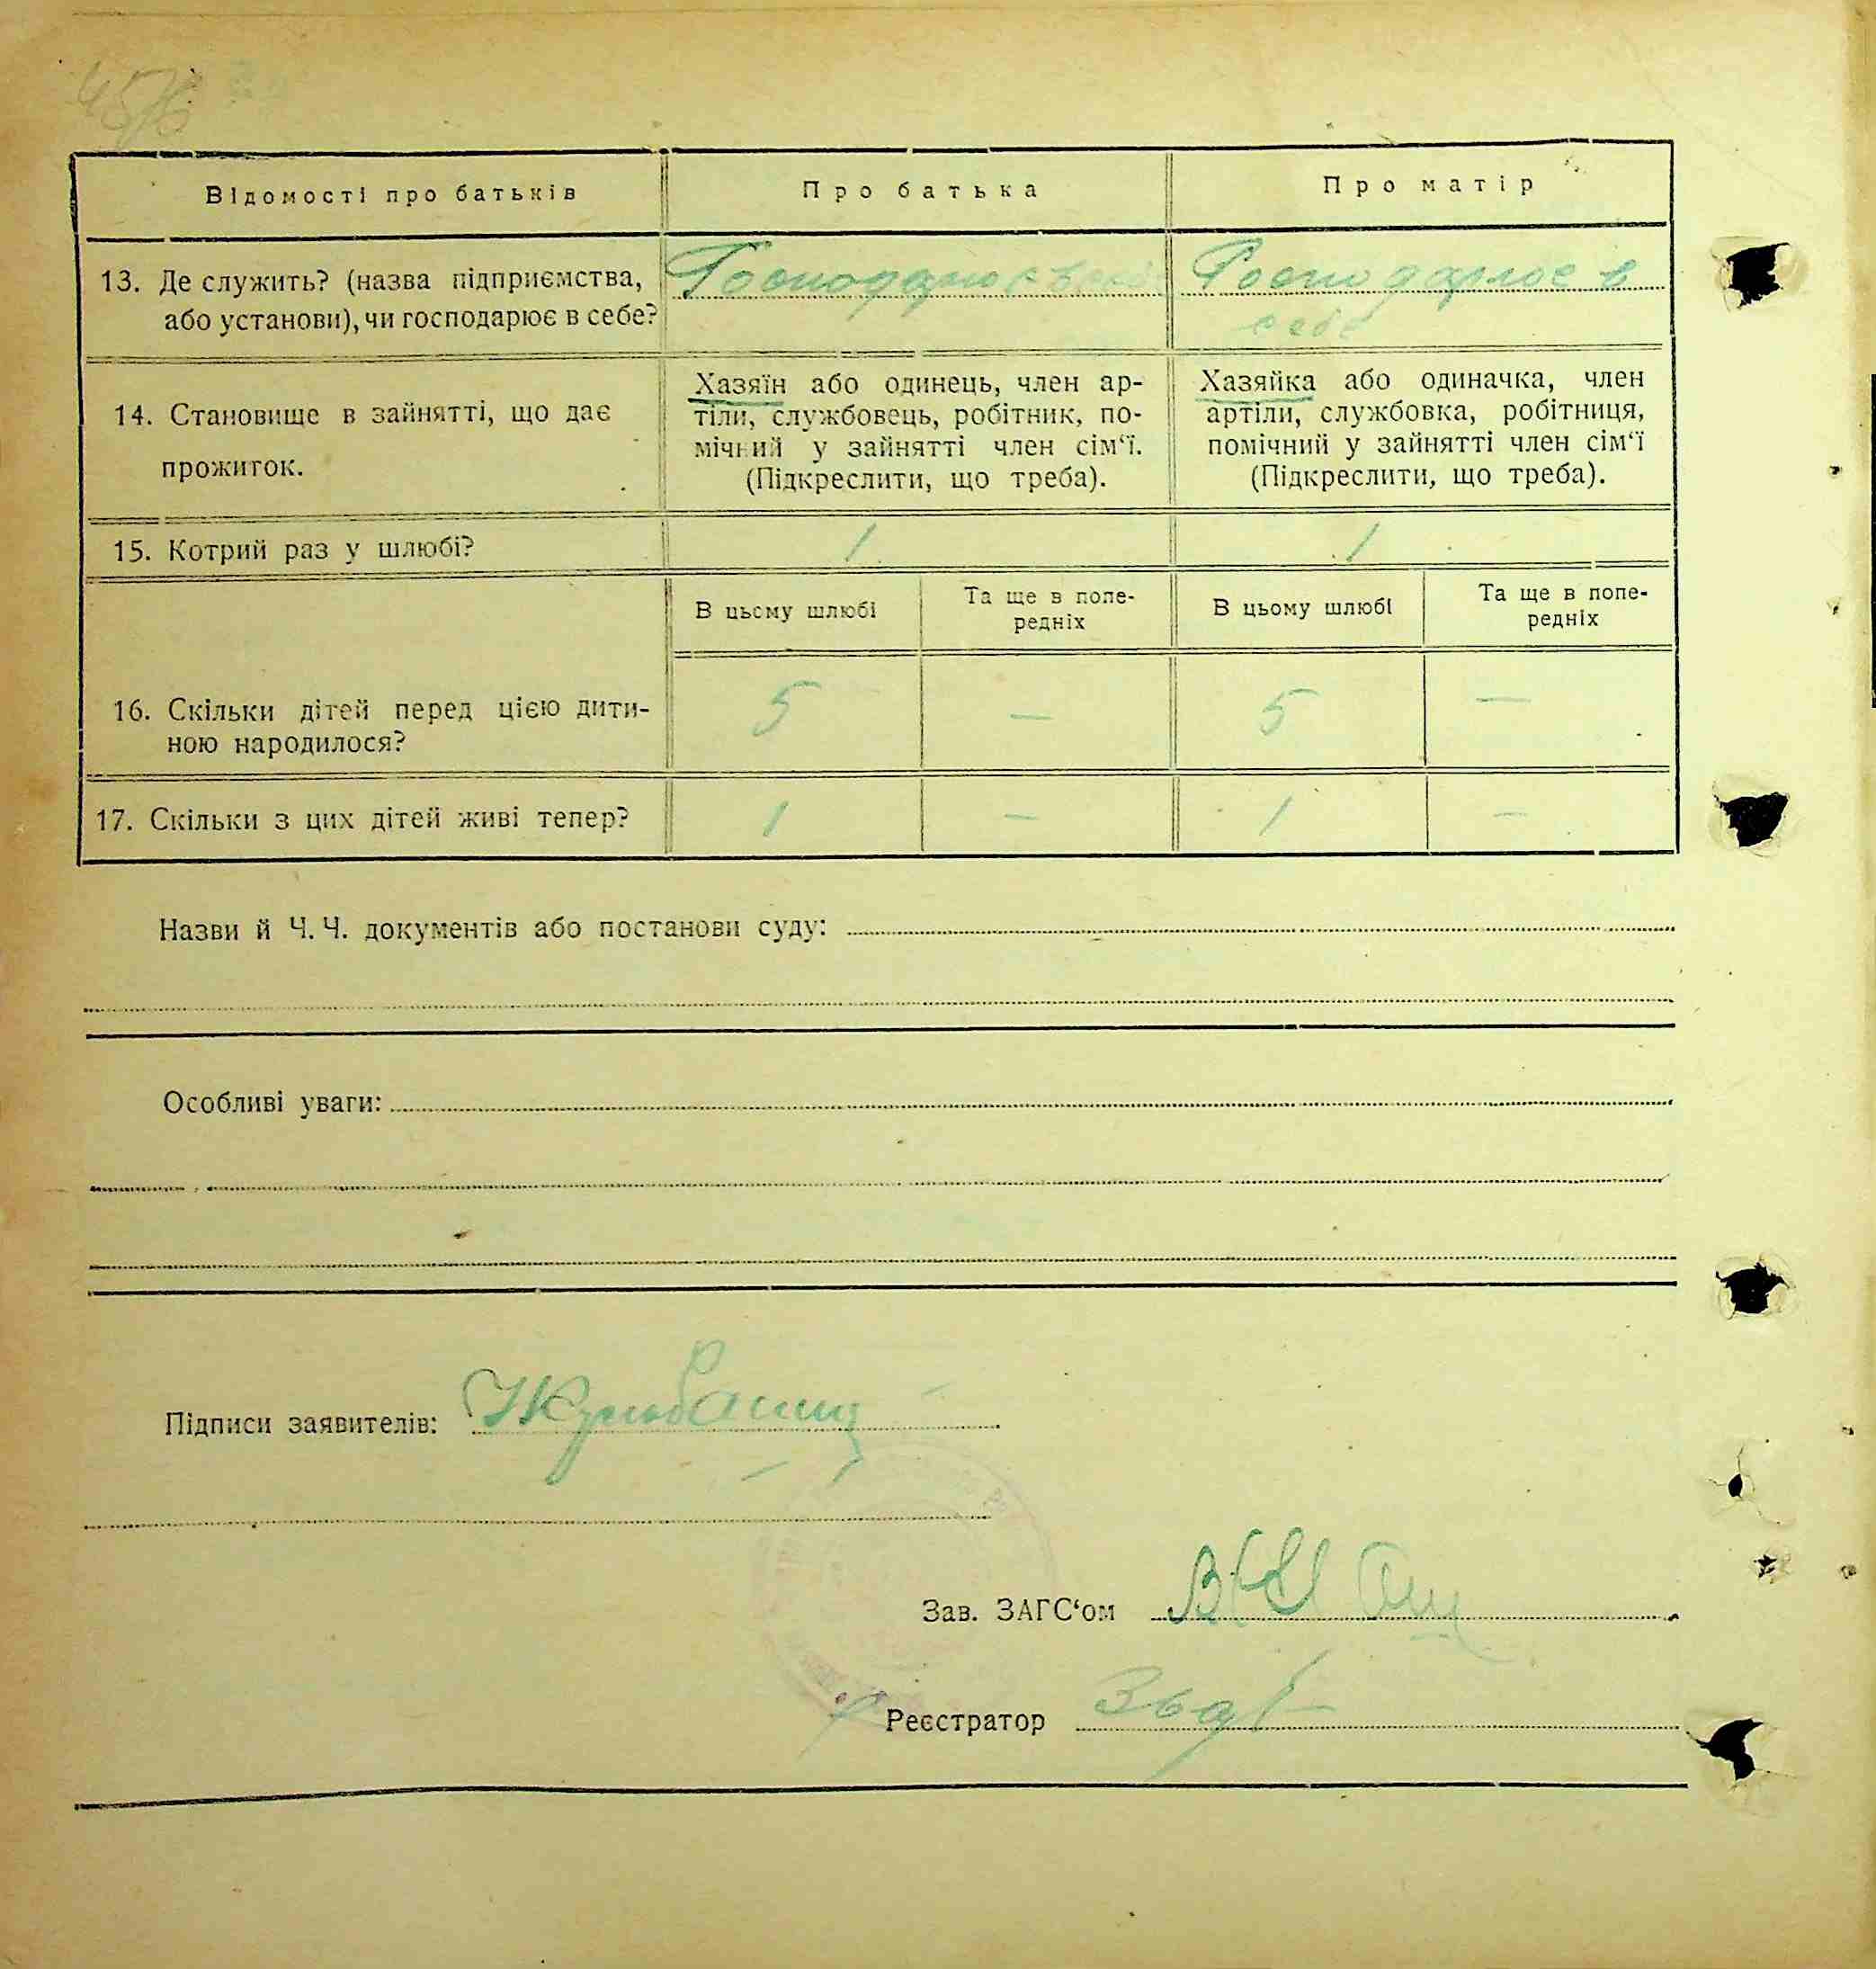 Відомості про батьків
Про батька
Про матір
13. Де служить? (назва підприємства,
або установи), чи господарює в себе?
Господарює в себе
Господарює в
себе
14. Становище в зайнятті, що дає
прожиток.
Хазяїн або одинець, член ар-
тіли, службовець, робітник, по-
мічний у зайнятті член сім‘ї.
(Підкреслити, що треба).
Хазяйка або одиначка, член
артіли, службовка, робітниця,
помічний у зайнятті член сім‘ї
(Підкреслити, що треба).
15. Котрий раз у шлюбі?
1
1
В цьому шлюбі
Та ще в попе-
редніх
В цьому шлюбі
Та ще в попе-
редніх
16. Скільки дітей перед цією дити-
ною народилося?
5
—
5
—
17. Скільки з цих дітей живі тепер?
1
—
1
—
Назви й Ч. Ч. документів або постанови суду:
Особливі уваги:
Підписи заявителів:
Зав. ЗАГС‘ом
Реєстратор